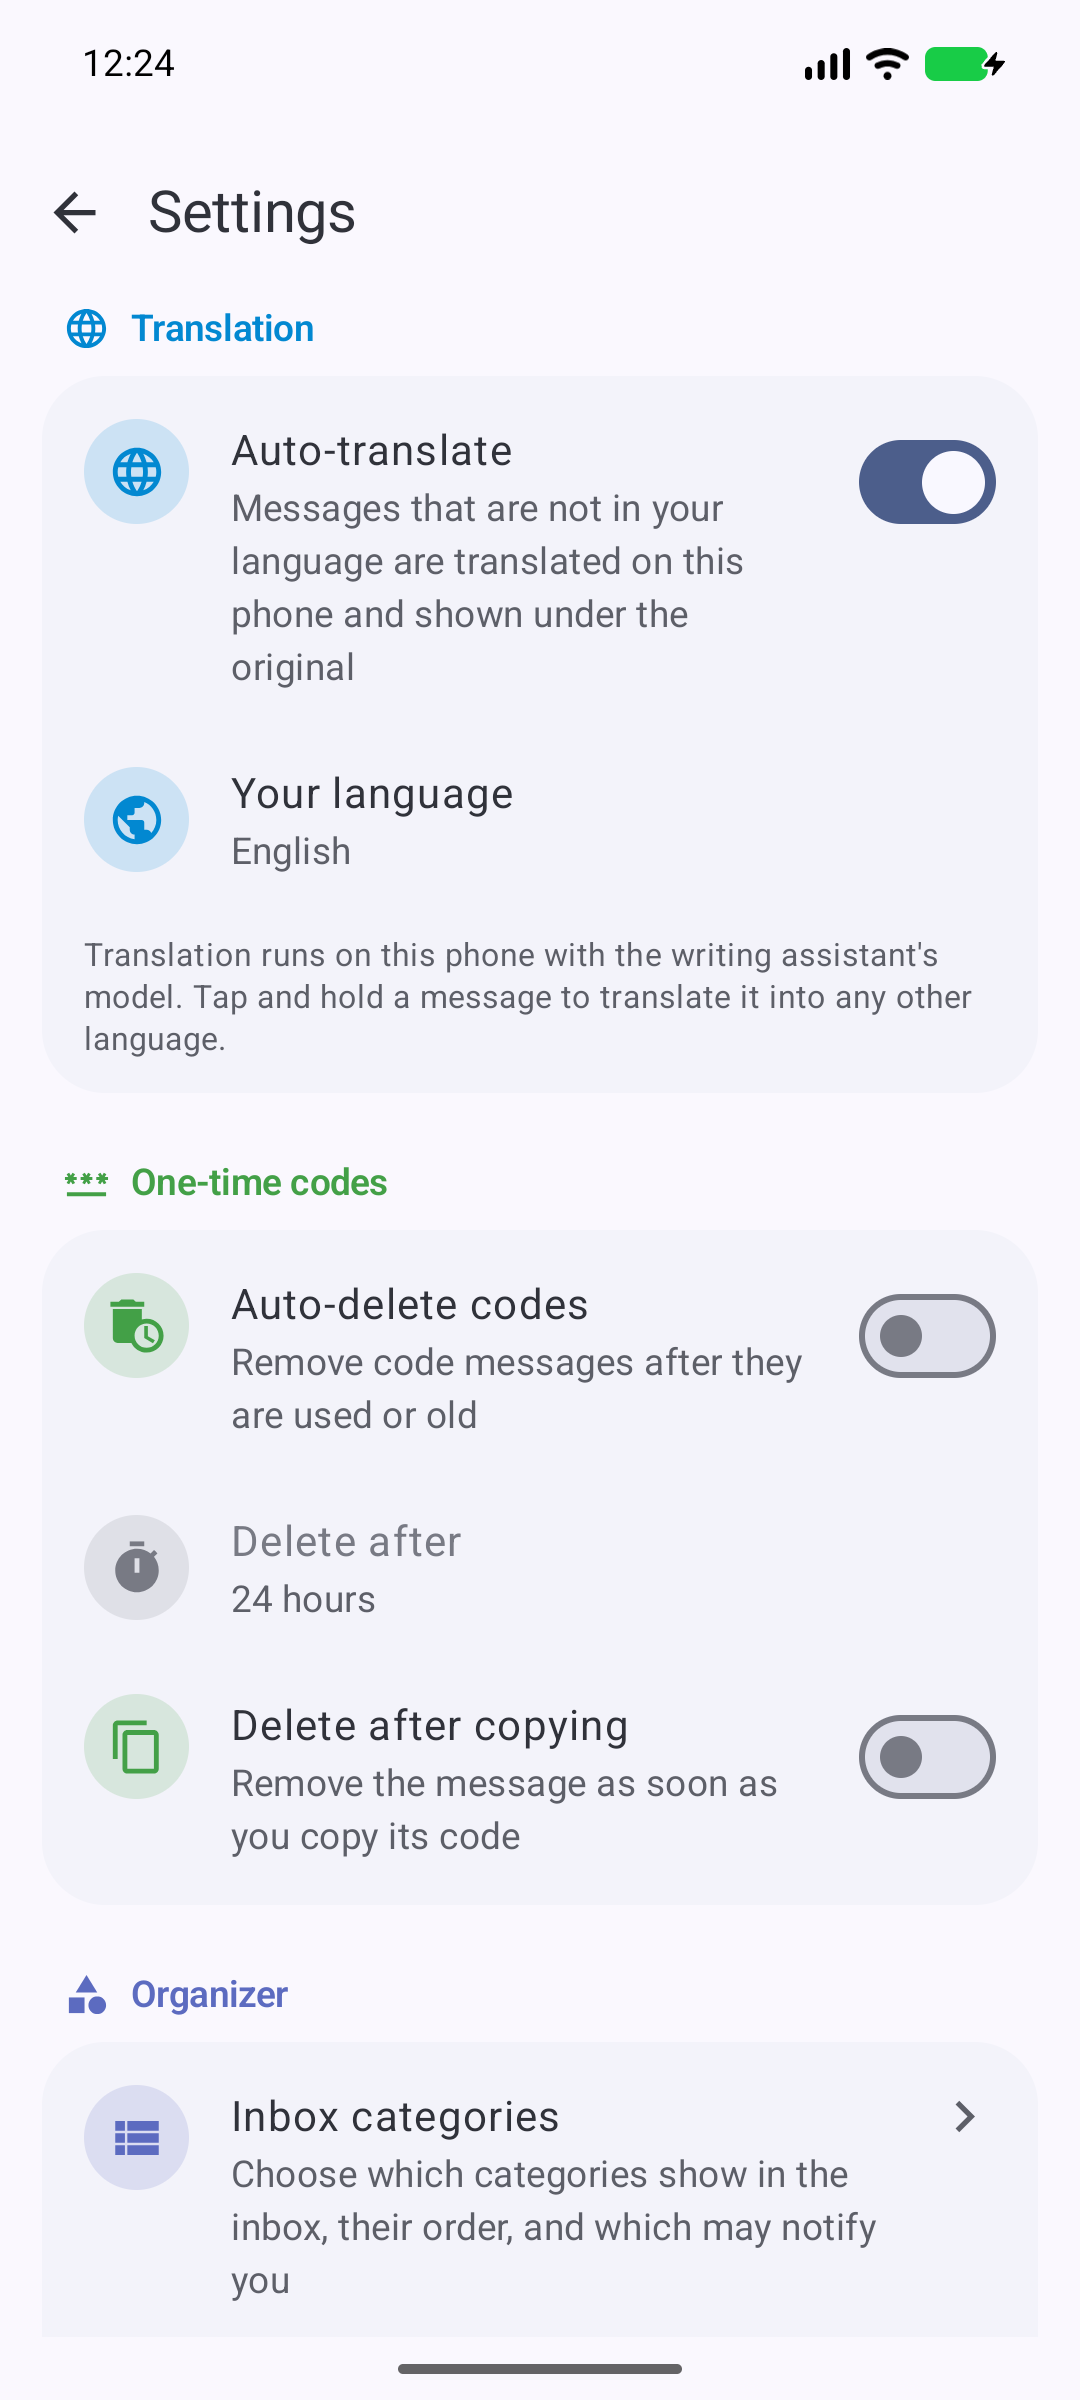 12:24
Settings
Translation
Auto-translate
Messages that are not in your
language are translated on this
phone and shown under the
original
Your language
English
Translation runs on this phone with the writing assistant's
model. Tap and hold a message to translate it into any other
language.
One-time codes
Auto-delete codes
Remove code messages after they
are used or old
Delete after
24 hours
Delete after copying
Remove the message as soon as
you copy its code
Organizer
Inbox categories
Choose which categories show in the
inbox, their order, and which may notify
you